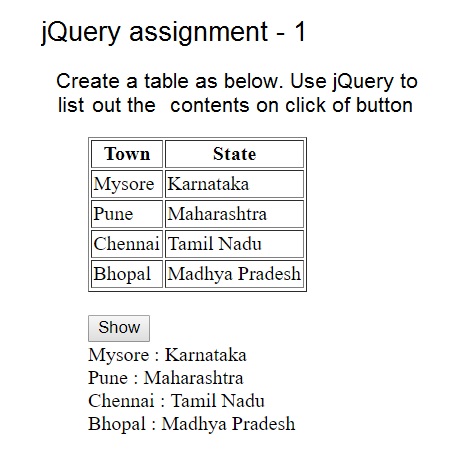 jQuery assignment - 1
Create a table as below. Use jQuery to
list out the contents on click of button
Town State
Mysore Karnataka
Pune Maharashtra
Chennai Tamil Nadu
Bhopal Madhya Pradesh
Show
Mysore : Karnataka
Pune : Maharashtra
Chennai : Tamil Nadu
Bhopal : Madhya Pradesh